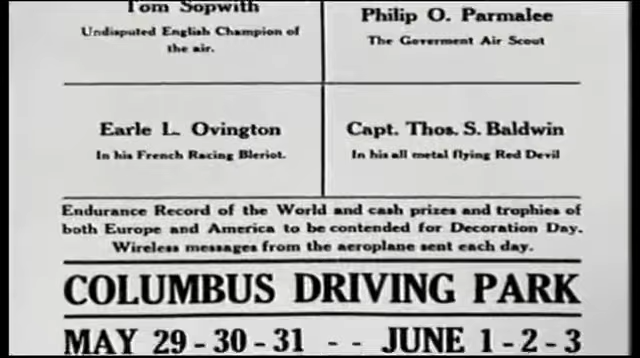 Tom Sopwith
Undisputed English Champion of
the air.
Philip O. Parmalee
The Goverment Air Scout
Earle L. Ovington
In his French Racing Bleriot.
Capt. Thos. S. Baldwin
In his all metal flying Red Devil
Endurance Record of the World and cash prizes and trophies of
both Europe and America to be contended for Decoration Day.
Wireless messages from the aeroplane sent each day.
COLUMBUS DRIVING PARK
MAY 29-30-31 - - JUNE 1-2-3